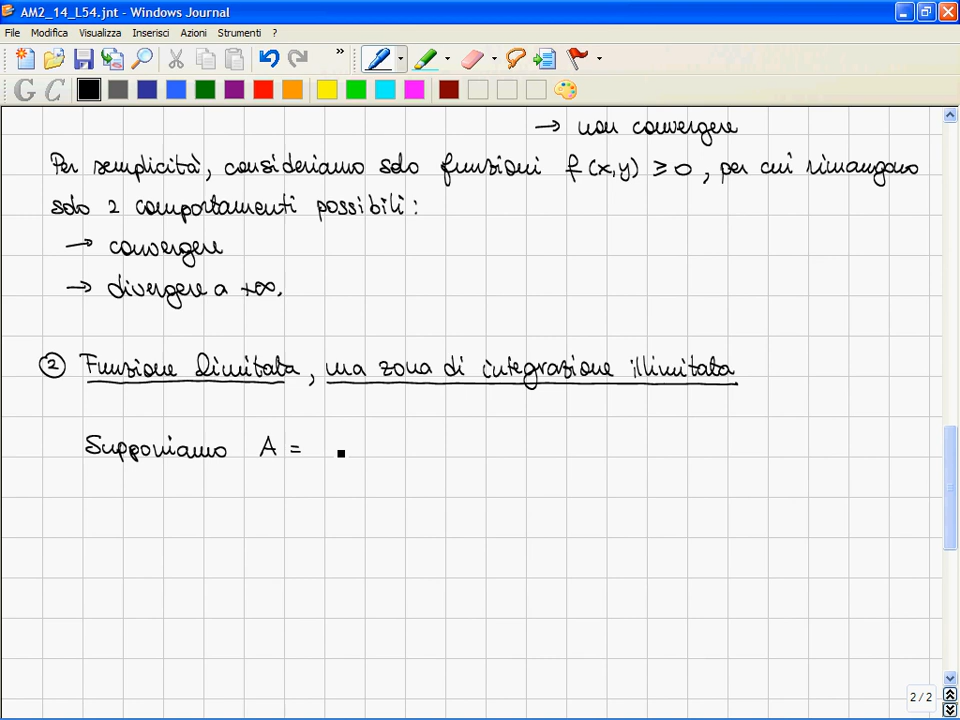 AM2_14_L54.jnt - Windows Journal
File Modifica Visualizza Inserisci Azioni Strumenti ?
G C
→ non convergere
Per semplicità, consideriamo solo funzioni f(x,y) ≥ 0, per cui rimangono
solo 2 comportamenti possibili:
→ convergere
→ divergere a +∞.
② Funzione limitata, ma zona di integrazione illimitata
Supponiamo A =
2 / 2